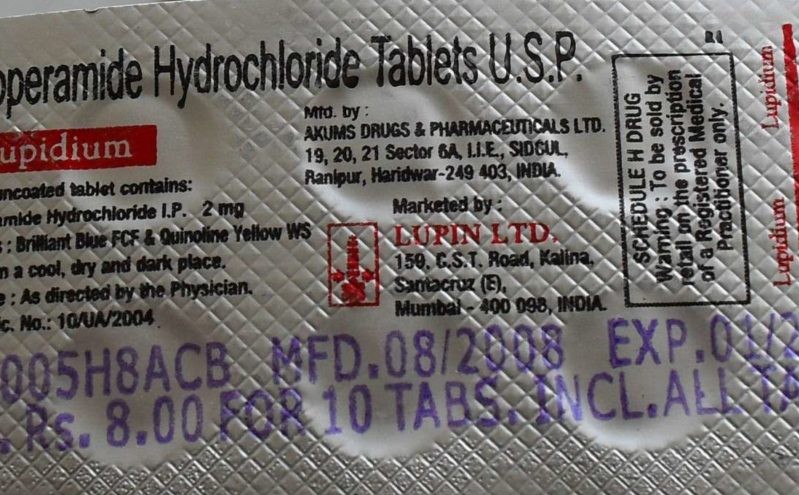 operamide Hydrochloride Tablets U.S.P.
upidium
uncoated tablet contains:
amide Hydrochloride I.P. 2 mg
s : Brilliant Blue FCF & Quinoline Yellow WS
n a cool, dry and dark place.
e : As directed by the Physician.
ic. No.: 10/UA/2004
Mfd. by :
AKUMS DRUGS & PHARMACEUTICALS LTD.
19, 20, 21 Sector 6A, I.I.E., SIDCUL,
Ranipur, Haridwar-249 403, INDIA.
Marketed by :
LUPIN LTD.
159, C.S.T. Road, Kalina,
Santacruz (E),
Mumbai - 400 098, INDIA.
SCHEDULE H DRUG
Warning : To be sold by
retail on the prescription
of a Registered Medical
Practitioner only.
Lupidium
Lupidium
005H8ACB MFD.08/2008 EXP.01/2
. Rs. 8.00 FOR 10 TABS. INCL.ALL TA